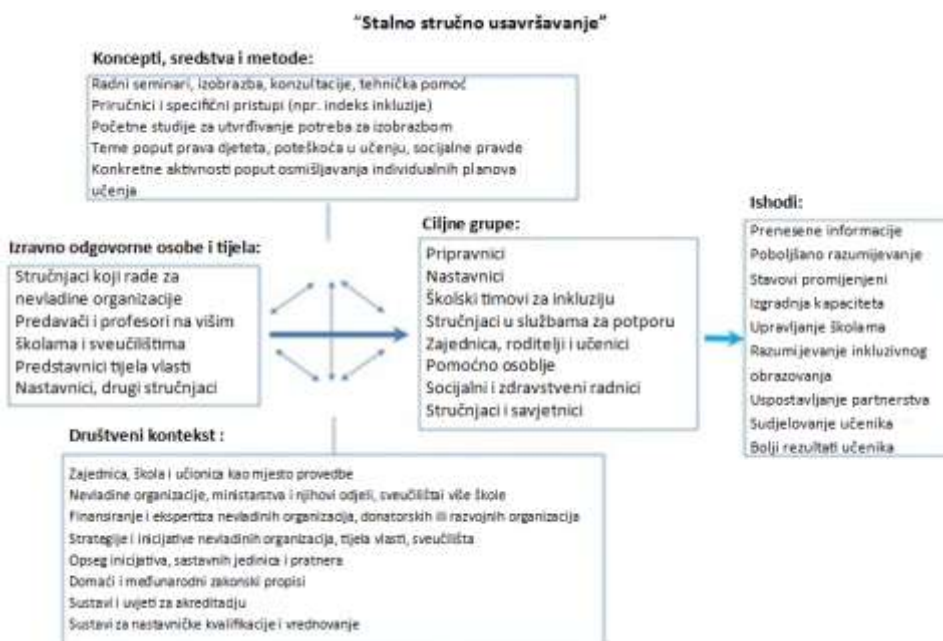 “Stalno stručno usavršavanje”
Koncepti, sredstva i metode:
Radni seminari, izobrazba, konzultacije, tehnička pomoć
Priručnici i specifični pristupi (npr. indeks inkluzije)
Početne studije za utvrđivanje potreba za izobrazbom
Teme poput prava djeteta, poteškoća u učenju, socijalne pravde
Konkretne aktivnosti poput osmišljavanja individualnih planova
učenja
Izravno odgovorne osobe i tijela:
Stručnjaci koji rade za
nevladine organizacije
Predavači i profesori na višim
školama i sveučilištima
Predstavnici tijela vlasti
Nastavnici, drugi stručnjaci
Ciljne grupe:
Pripravnici
Nastavnici
Školski timovi za inkluziju
Stručnjaci u službama za potporu
Zajednica, roditelji i učenici
Pomoćno osoblje
Socijalni i zdravstveni radnici
Stručnjaci i savjetnici
Ishodi:
Prenesene informacije
Poboljšano razumijevanje
Stavovi promijenjeni
Izgradnja kapaciteta
Upravljanje školama
Razumijevanje inkluzivnog
obrazovanja
Uspostavljanje partnerstva
Sudjelovanje učenika
Bolji rezultati učenika
Društveni kontekst :
Zajednica, škola i učionica kao mjesto provedbe
Nevladine organizacije, ministarstva i njihovi odjeli, sveučilištai više škole
Finansiranje i ekspertiza nevladinih organizacija, donatorskih ili razvojnih organizacija
Strategije i inicijative nevladinih organizacija, tijela vlasti, sveučilišta
Opseg inicijativa, sastavnih jedinica i pratnera
Domaći i međunarodni zakonski propisi
Sustavi i uvjeti za akreditadju
Sustavi za nastavničke kvalifikacije i vrednovanje